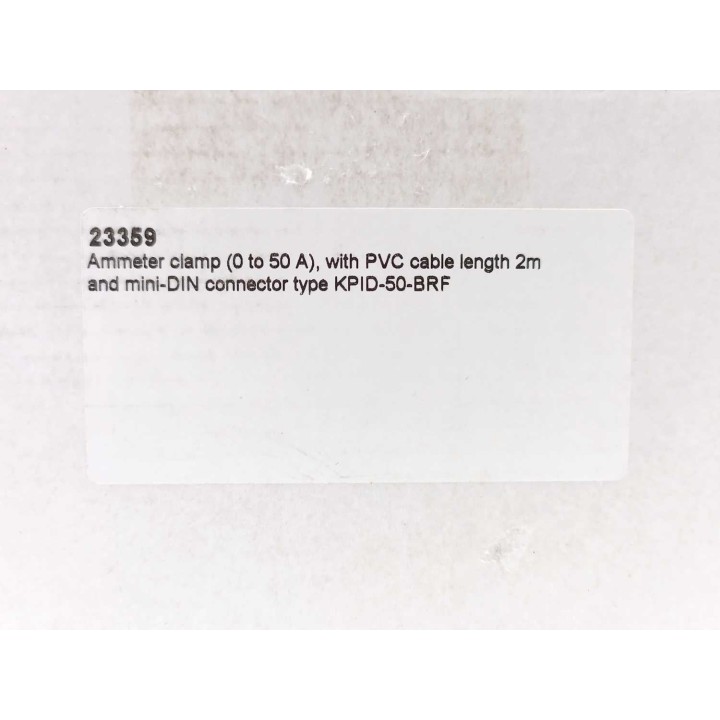 23359
Ammeter clamp (0 to 50 A), with PVC cable length 2m
and mini-DIN connector type KPID-50-BRF